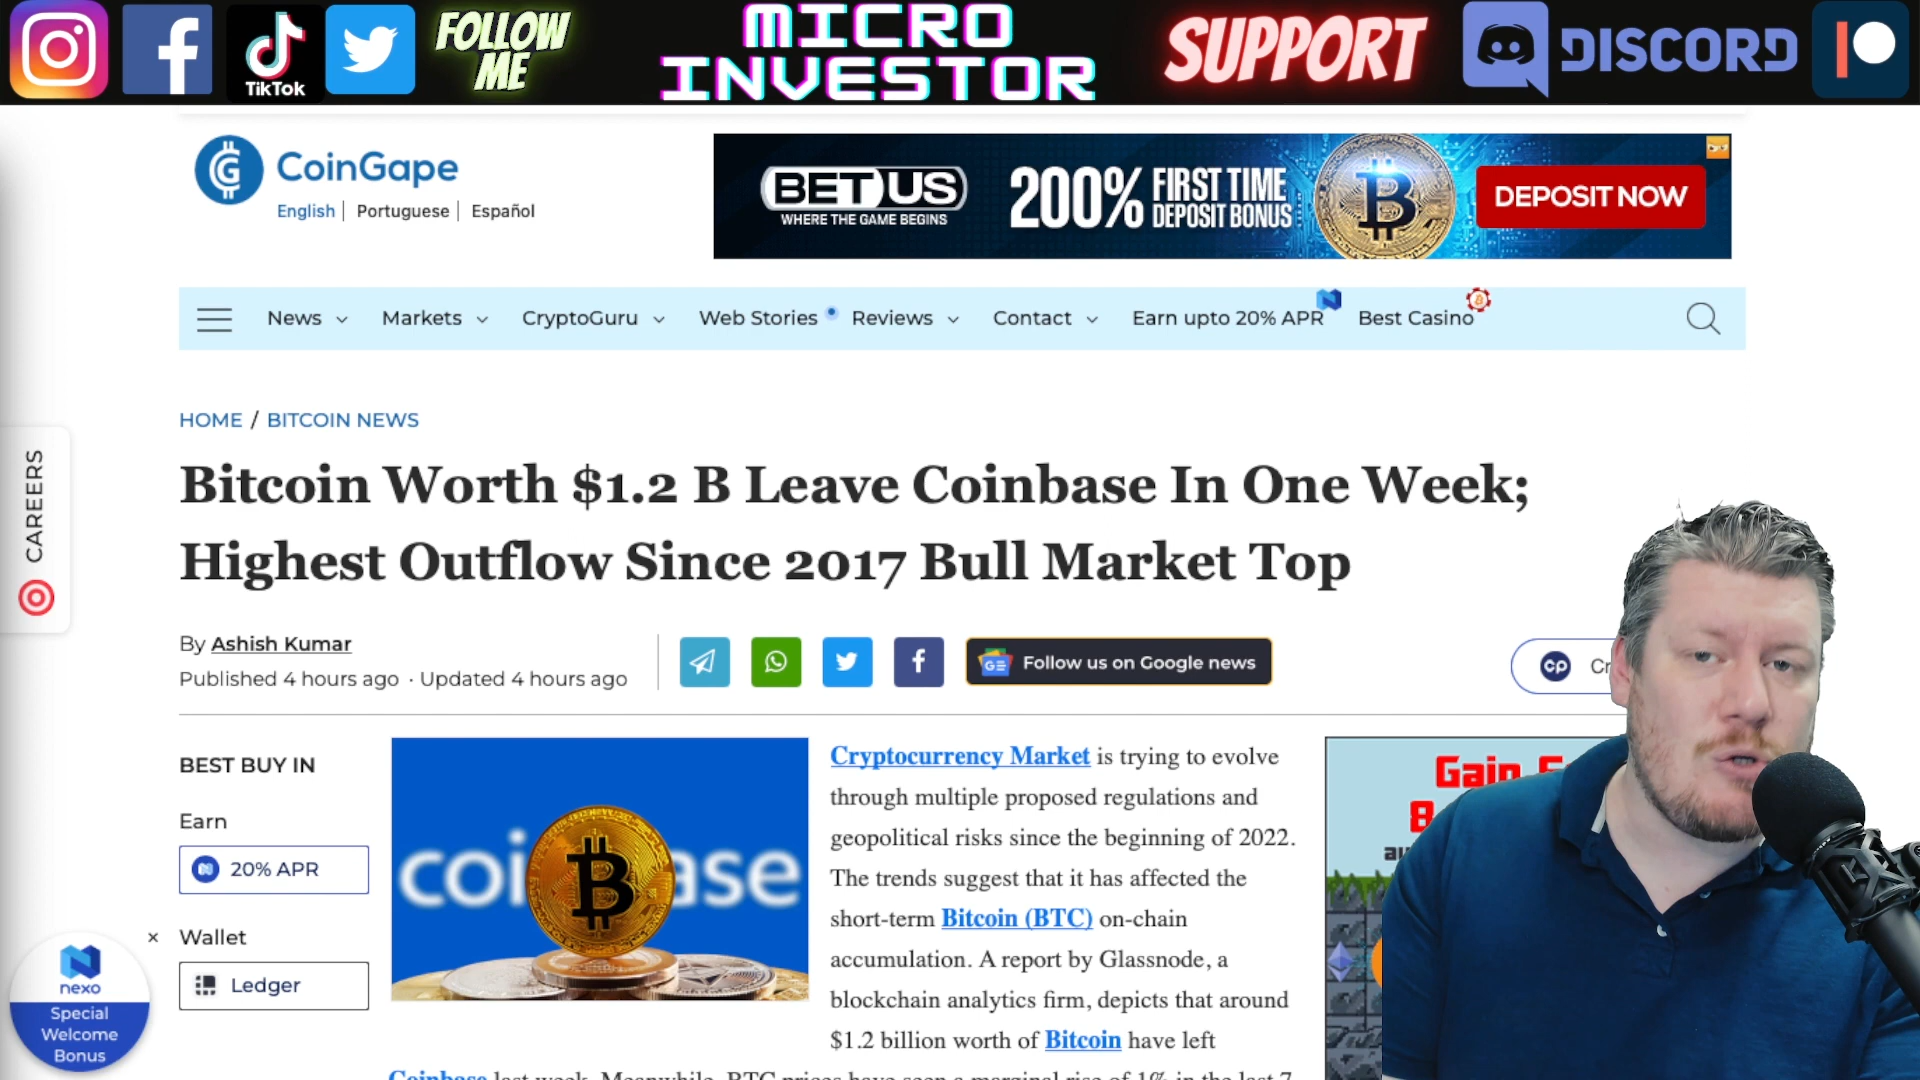 TikTok
FOLLOW
ME
MICRO
INVESTOR
SUPPORT
DISCORD
CoinGape
English | Portuguese | Español
BETUS
WHERE THE GAME BEGINS
200% FIRST TIME
DEPOSIT BONUS
DEPOSIT NOW
News
Markets
CryptoGuru
Web Stories
Reviews
Contact
Earn upto 20% APR
Best Casino
CAREERS
HOME / BITCOIN NEWS
Bitcoin Worth $1.2 B Leave Coinbase In One Week;
Highest Outflow Since 2017 Bull Market Top
By Ashish Kumar
Published 4 hours ago · Updated 4 hours ago
GE Follow us on Google news
cp
BEST BUY IN
Earn
20% APR
Wallet
Ledger
nexo
Special
Welcome
Bonus
coinbase
Cryptocurrency Market is trying to evolve
through multiple proposed regulations and
geopolitical risks since the beginning of 2022.
The trends suggest that it has affected the
short-term Bitcoin (BTC) on-chain
accumulation. A report by Glassnode, a
blockchain analytics firm, depicts that around
$1.2 billion worth of Bitcoin have left
Coinbase last week. Meanwhile, BTC prices have seen a marginal rise of 1% in the last 7
Gain
8